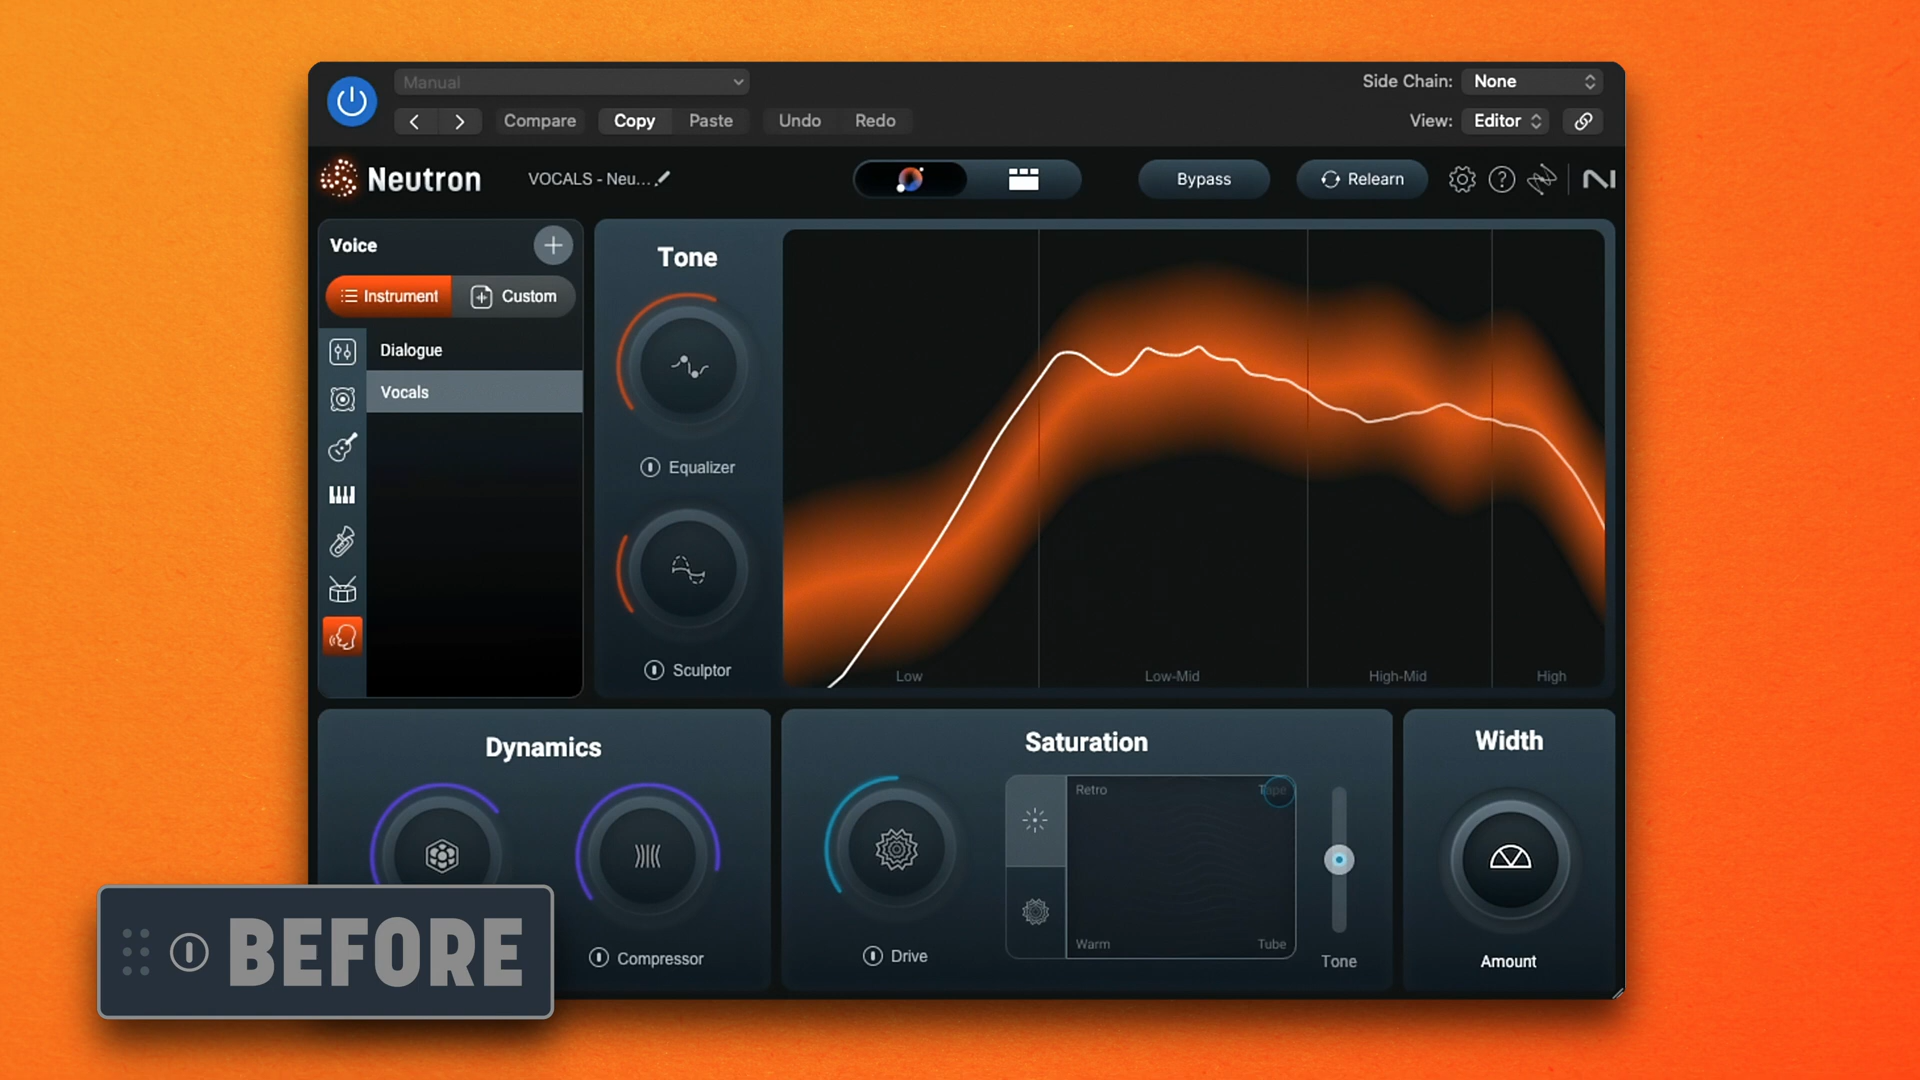 Manual
Side Chain: None
Compare Copy Paste Undo Redo
View: Editor
Neutron
VOCALS - Neu...
Bypass
Relearn
Voice
Instrument
Custom
Dialogue
Vocals
Tone
Equalizer
Sculptor
Low
Low-Mid
High-Mid
High
Dynamics
Compressor
Saturation
Drive
Retro
Tape
Warm
Tube
Tone
Width
Amount
BEFORE